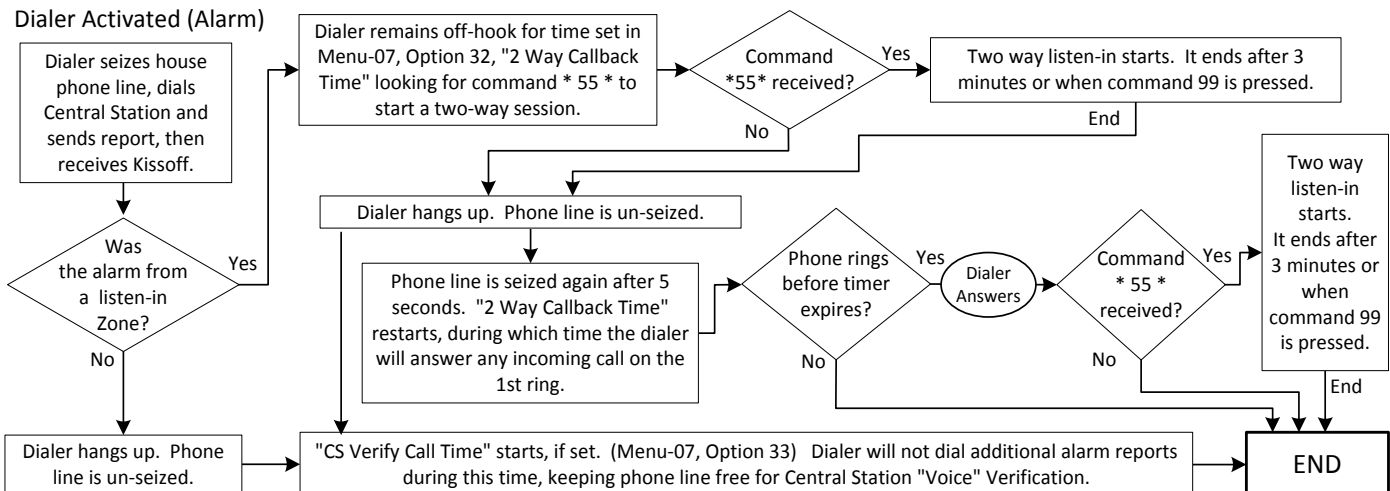 Dialer Activated (Alarm)
Dialer seizes house
phone line, dials
Central Station and
sends report, then
receives Kissoff.
Was
the alarm from
a listen-in
Zone?
Yes
No
Dialer hangs up. Phone
line is un-seized.
Dialer remains off-hook for time set in
Menu-07, Option 32, "2 Way Callback
Time" looking for command * 55 * to
start a two-way session.
Command
*55* received?
Yes
No
Two way listen-in starts. It ends after 3
minutes or when command 99 is pressed.
End
Dialer hangs up. Phone line is un-seized.
Phone line is seized again after 5
seconds. "2 Way Callback Time"
restarts, during which time the dialer
will answer any incoming call on the
1st ring.
Phone rings
before timer
expires?
Yes
No
Dialer
Answers
Command
* 55 *
received?
Yes
No
Two way
listen-in
starts.
It ends after
3 minutes or
when
command 99
is pressed.
End
"CS Verify Call Time" starts, if set. (Menu-07, Option 33) Dialer will not dial additional alarm reports
during this time, keeping phone line free for Central Station "Voice" Verification.
END